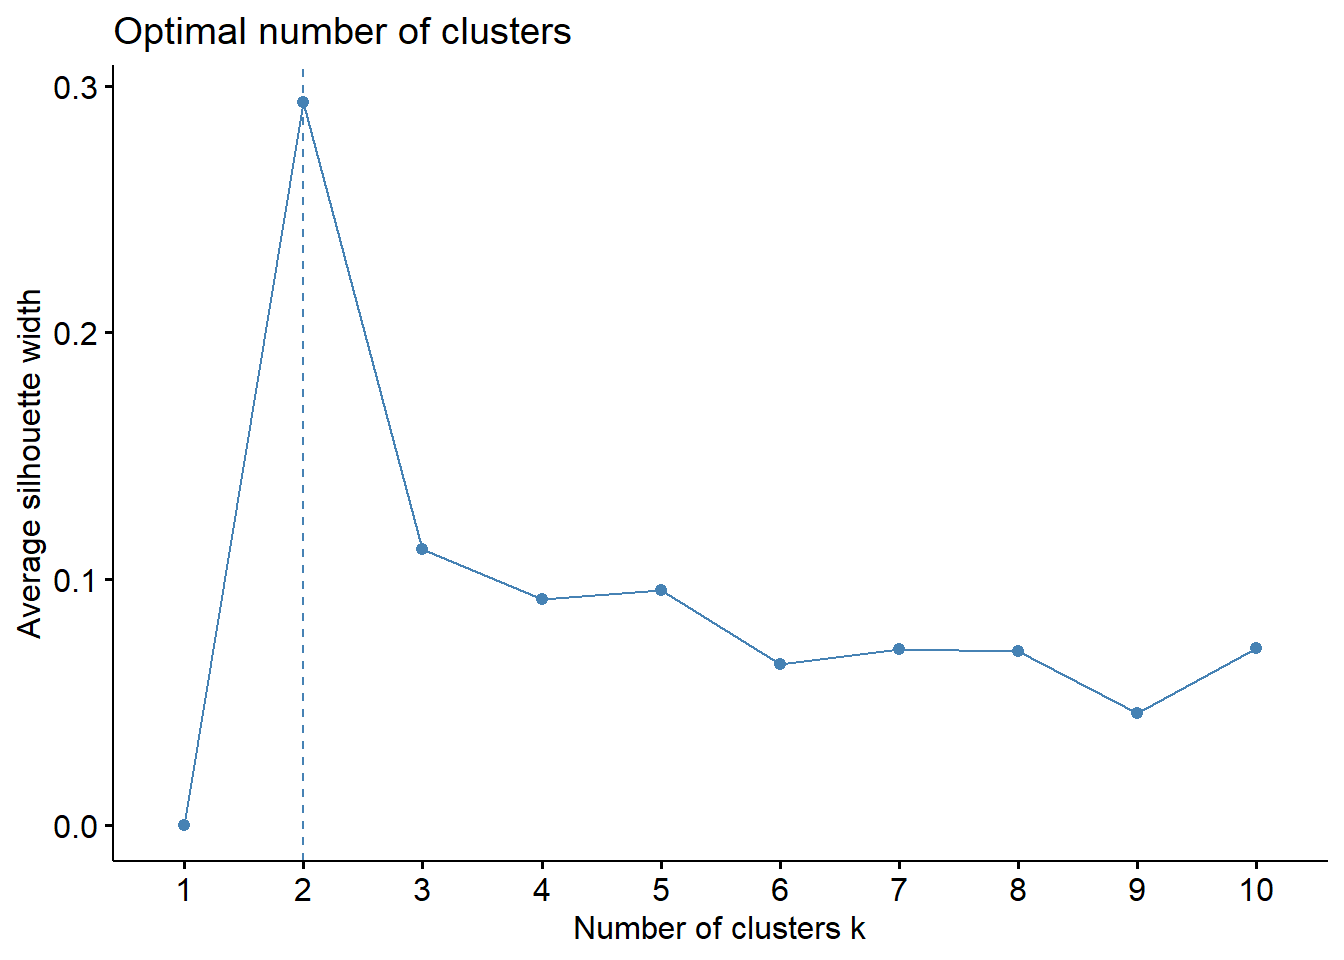 Optimal number of clusters
Average silhouette width
0.3
0.2
0.1
0.0
1 2 3 4 5 6 7 8 9 10
Number of clusters k